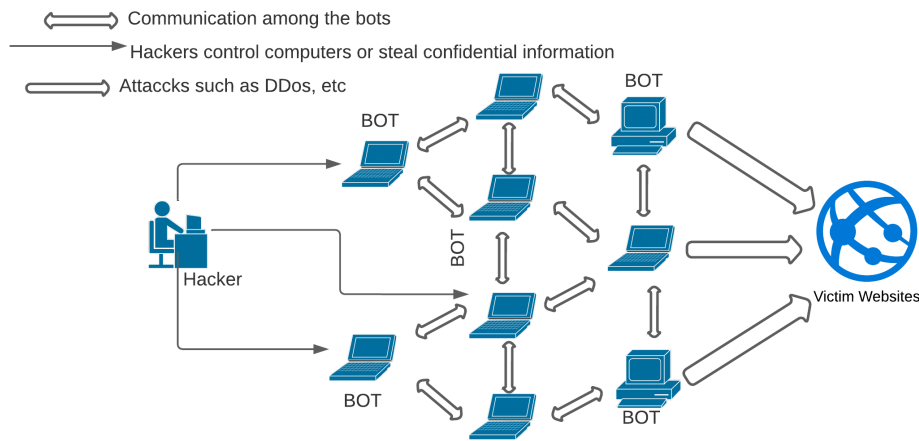 Communication among the bots
Hackers control computers or steal confidential information
Attaccks such as DDos, etc
BOT
BOT
BOT
Hacker
Victim Websites
BOT
BOT